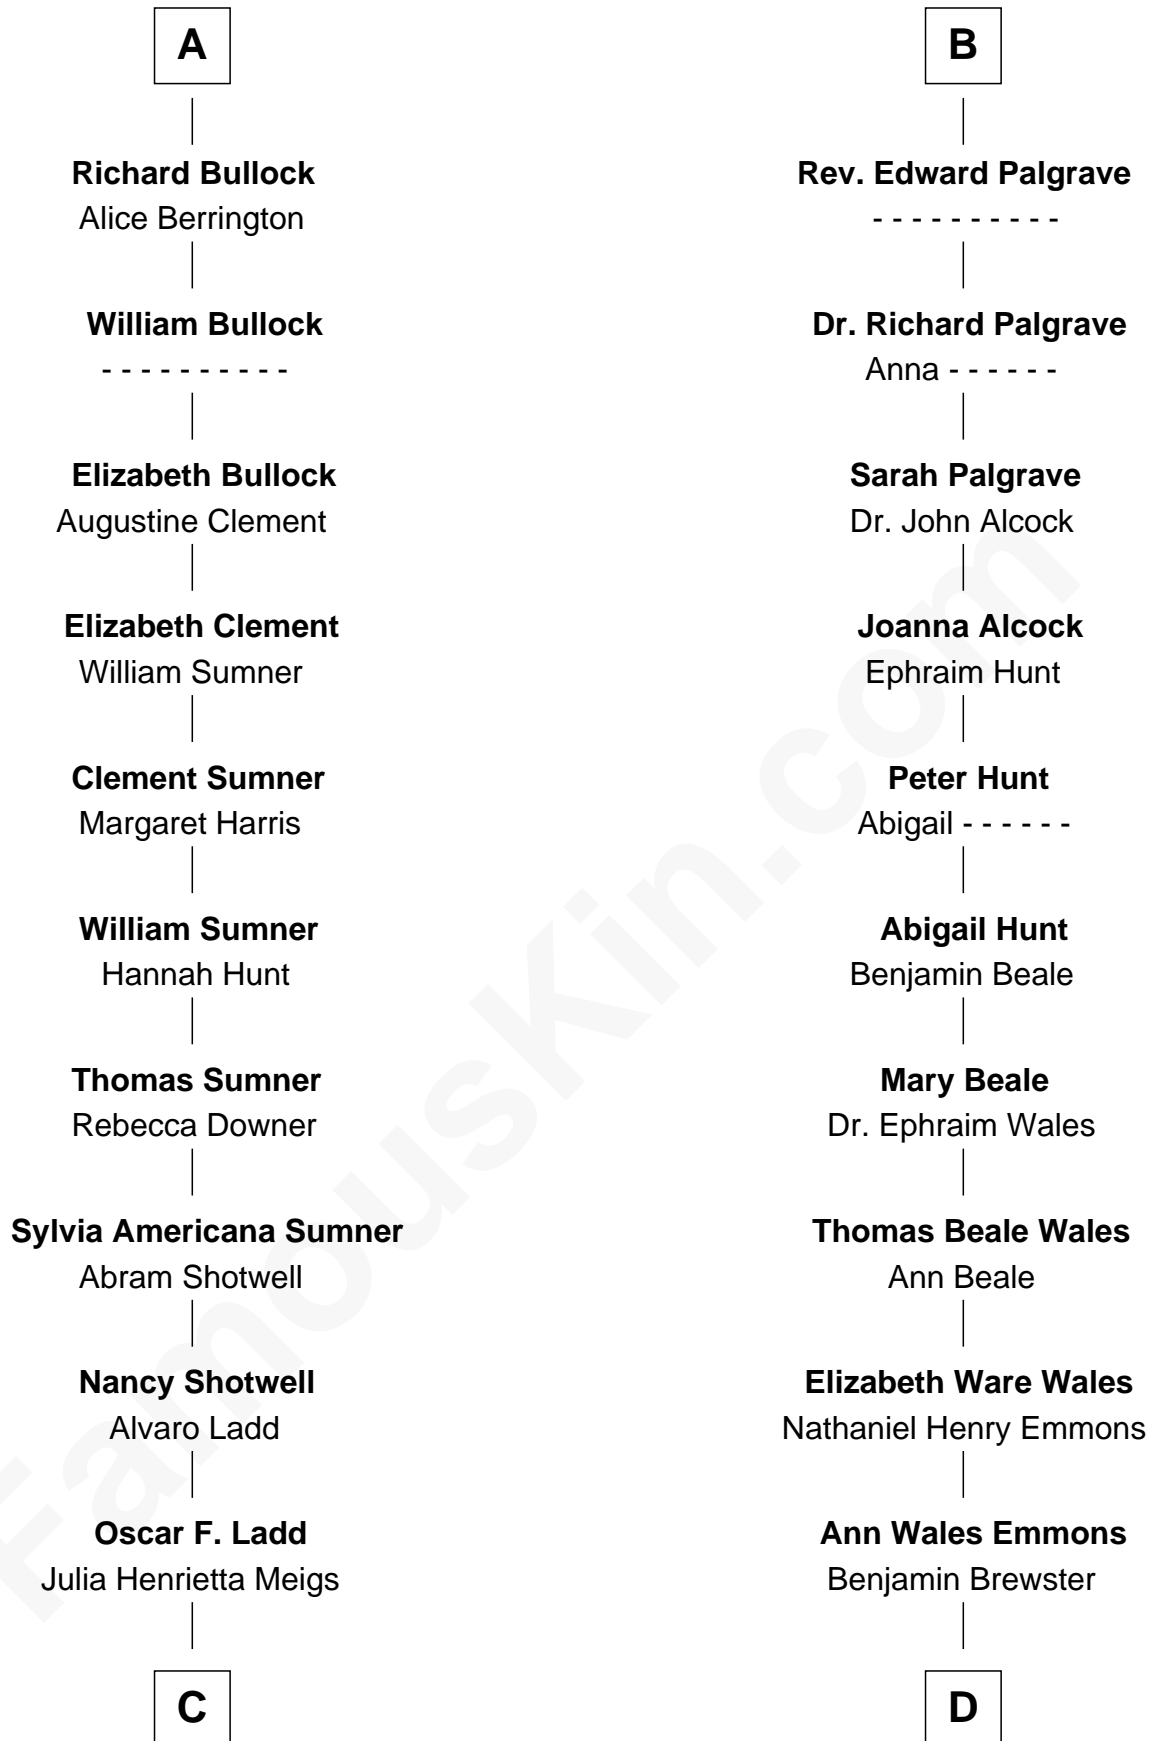 A
Richard Bullock
Alice Berrington
William Bullock
- - - - - - - - - -
Elizabeth Bullock
Augustine Clement
Elizabeth Clement
William Sumner
Clement Sumner
Margaret Harris
William Sumner
Hannah Hunt
Thomas Sumner
Rebecca Downer
Sylvia Americana Sumner
Abram Shotwell
Nancy Shotwell
Alvaro Ladd
Oscar F. Ladd
Julia Henrietta Meigs
C
B
Rev. Edward Palgrave
- - - - - - - - - -
Dr. Richard Palgrave
Anna - - - - - -
Sarah Palgrave
Dr. John Alcock
Joanna Alcock
Ephraim Hunt
Peter Hunt
Abigail - - - - - -
Abigail Hunt
Benjamin Beale
Mary Beale
Dr. Ephraim Wales
Thomas Beale Wales
Ann Beale
Elizabeth Ware Wales
Nathaniel Henry Emmons
Ann Wales Emmons
Benjamin Brewster
D
FamousKin.com